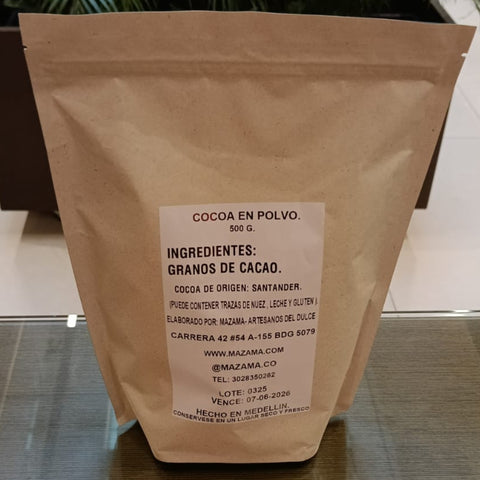 COCOA EN POLVO.
500 G.
INGREDIENTES:
GRANOS DE CACAO.
COCOA DE ORIGEN: SANTANDER.
(PUEDE CONTENER TRAZAS DE NUEZ , LECHE Y GLUTEN ).
ELABORADO POR: MAZAMA- ARTESANOS DEL DULCE
CARRERA 42 #54 A-155 BDG 5079
WWW.MAZAMA.COM
@MAZAMA.CO
TEL: 3028350262
LOTE: 0325
VENCE: 07-06-2026
HECHO EN MEDELLIN.
CONSERVESE EN UN LUGAR SECO Y FRESCO